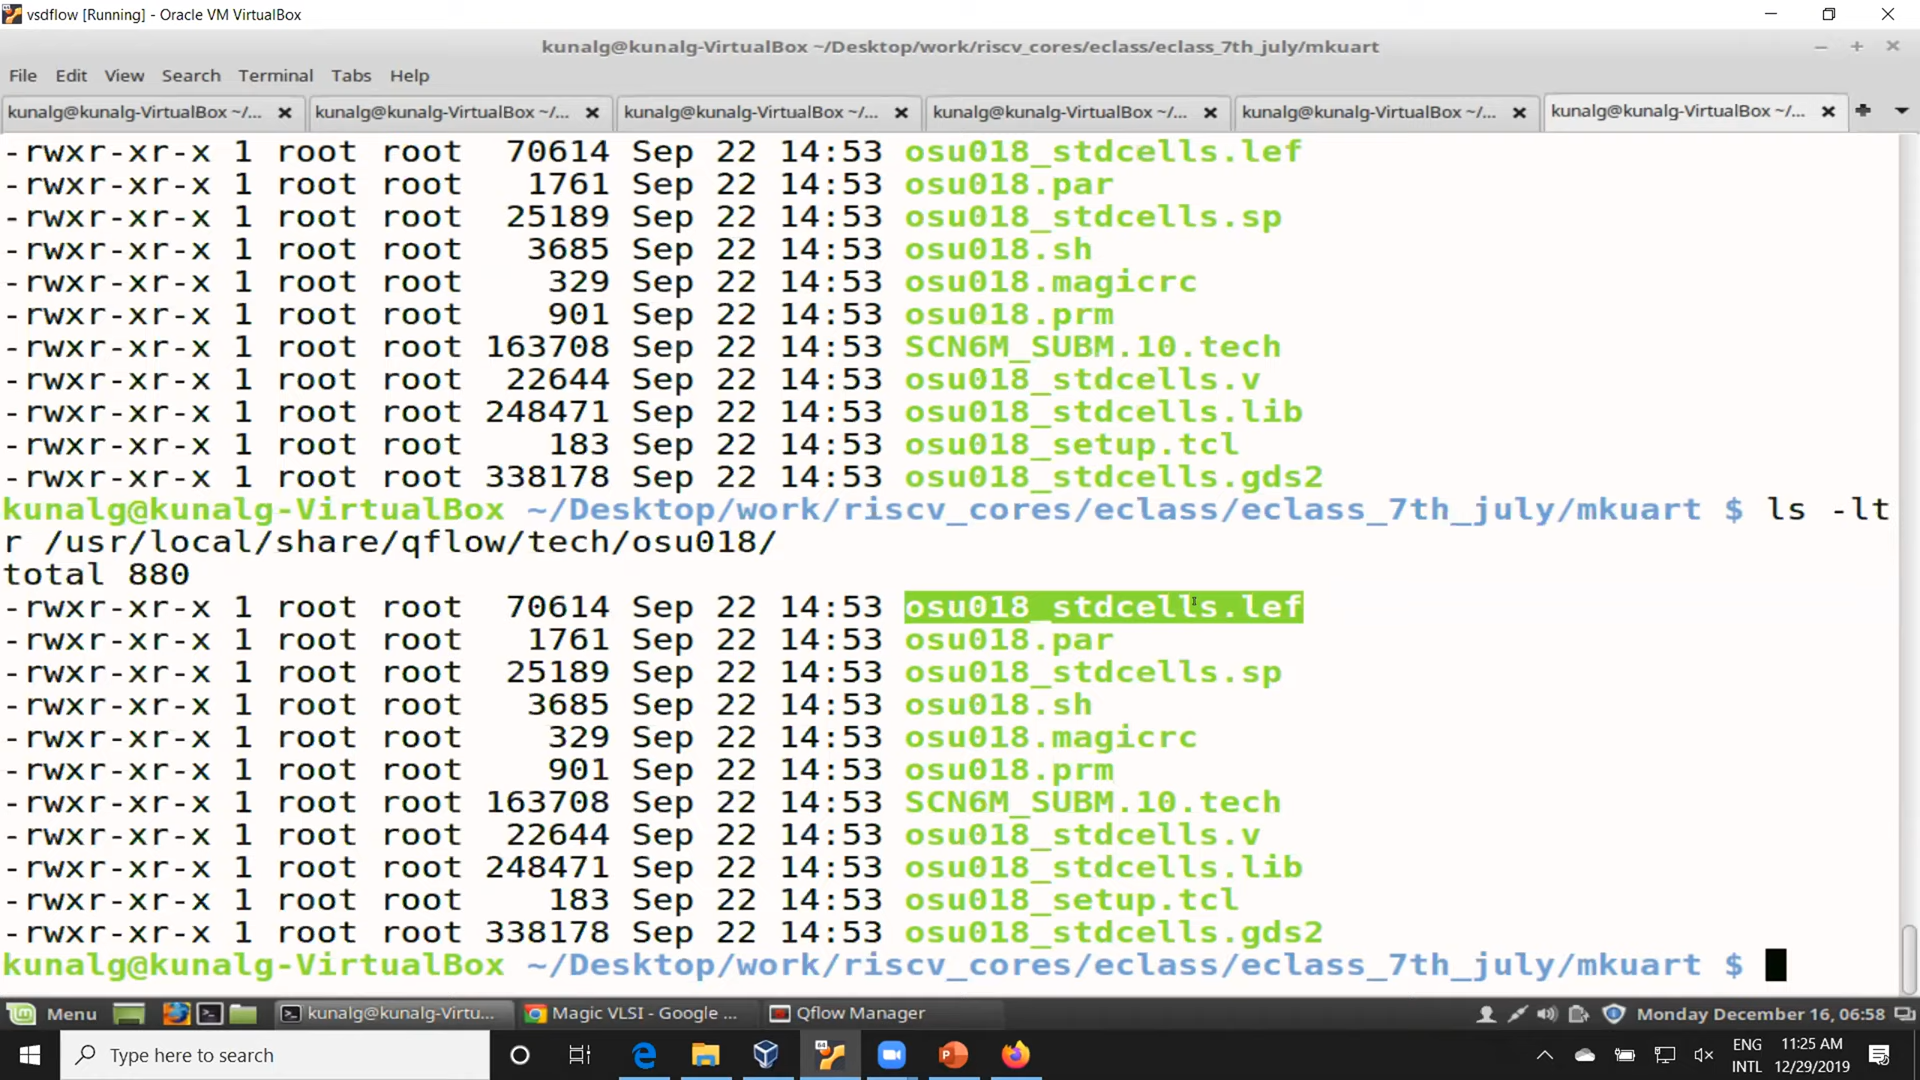 vsdflow [Running] - Oracle VM VirtualBox
kunalg@kunalg-VirtualBox ~/Desktop/work/riscv_cores/eclass/eclass_7th_july/mkuart
File Edit View Search Terminal Tabs Help
kunalg@kunalg-VirtualBox ~/... kunalg@kunalg-VirtualBox ~/... kunalg@kunalg-VirtualBox ~/... kunalg@kunalg-VirtualBox ~/... kunalg@kunalg-VirtualBox ~/... kunalg@kunalg-VirtualBox ~/...
-rwxr-xr-x 1 root root 70614 Sep 22 14:53 osu018_stdcells.lef
-rwxr-xr-x 1 root root 1761 Sep 22 14:53 osu018.par
-rwxr-xr-x 1 root root 25189 Sep 22 14:53 osu018_stdcells.sp
-rwxr-xr-x 1 root root 3685 Sep 22 14:53 osu018.sh
-rwxr-xr-x 1 root root 329 Sep 22 14:53 osu018.magicrc
-rwxr-xr-x 1 root root 901 Sep 22 14:53 osu018.prm
-rwxr-xr-x 1 root root 163708 Sep 22 14:53 SCN6M_SUBM.10.tech
-rwxr-xr-x 1 root root 22644 Sep 22 14:53 osu018_stdcells.v
-rwxr-xr-x 1 root root 248471 Sep 22 14:53 osu018_stdcells.lib
-rwxr-xr-x 1 root root 183 Sep 22 14:53 osu018_setup.tcl
-rwxr-xr-x 1 root root 338178 Sep 22 14:53 osu018_stdcells.gds2
kunalg@kunalg-VirtualBox ~/Desktop/work/riscv_cores/eclass/eclass_7th_july/mkuart $ ls -lt
r /usr/local/share/qflow/tech/osu018/
total 880
-rwxr-xr-x 1 root root 70614 Sep 22 14:53 osu018_stdcells.lef
-rwxr-xr-x 1 root root 1761 Sep 22 14:53 osu018.par
-rwxr-xr-x 1 root root 25189 Sep 22 14:53 osu018_stdcells.sp
-rwxr-xr-x 1 root root 3685 Sep 22 14:53 osu018.sh
-rwxr-xr-x 1 root root 329 Sep 22 14:53 osu018.magicrc
-rwxr-xr-x 1 root root 901 Sep 22 14:53 osu018.prm
-rwxr-xr-x 1 root root 163708 Sep 22 14:53 SCN6M_SUBM.10.tech
-rwxr-xr-x 1 root root 22644 Sep 22 14:53 osu018_stdcells.v
-rwxr-xr-x 1 root root 248471 Sep 22 14:53 osu018_stdcells.lib
-rwxr-xr-x 1 root root 183 Sep 22 14:53 osu018_setup.tcl
-rwxr-xr-x 1 root root 338178 Sep 22 14:53 osu018_stdcells.gds2
kunalg@kunalg-VirtualBox ~/Desktop/work/riscv_cores/eclass/eclass_7th_july/mkuart $
Menu kunalg@kunalg-Virtu... Magic VLSI - Google ... Qflow Manager Monday December 16, 06:58
Type here to search ENG 11:25 AM
INTL 12/29/2019